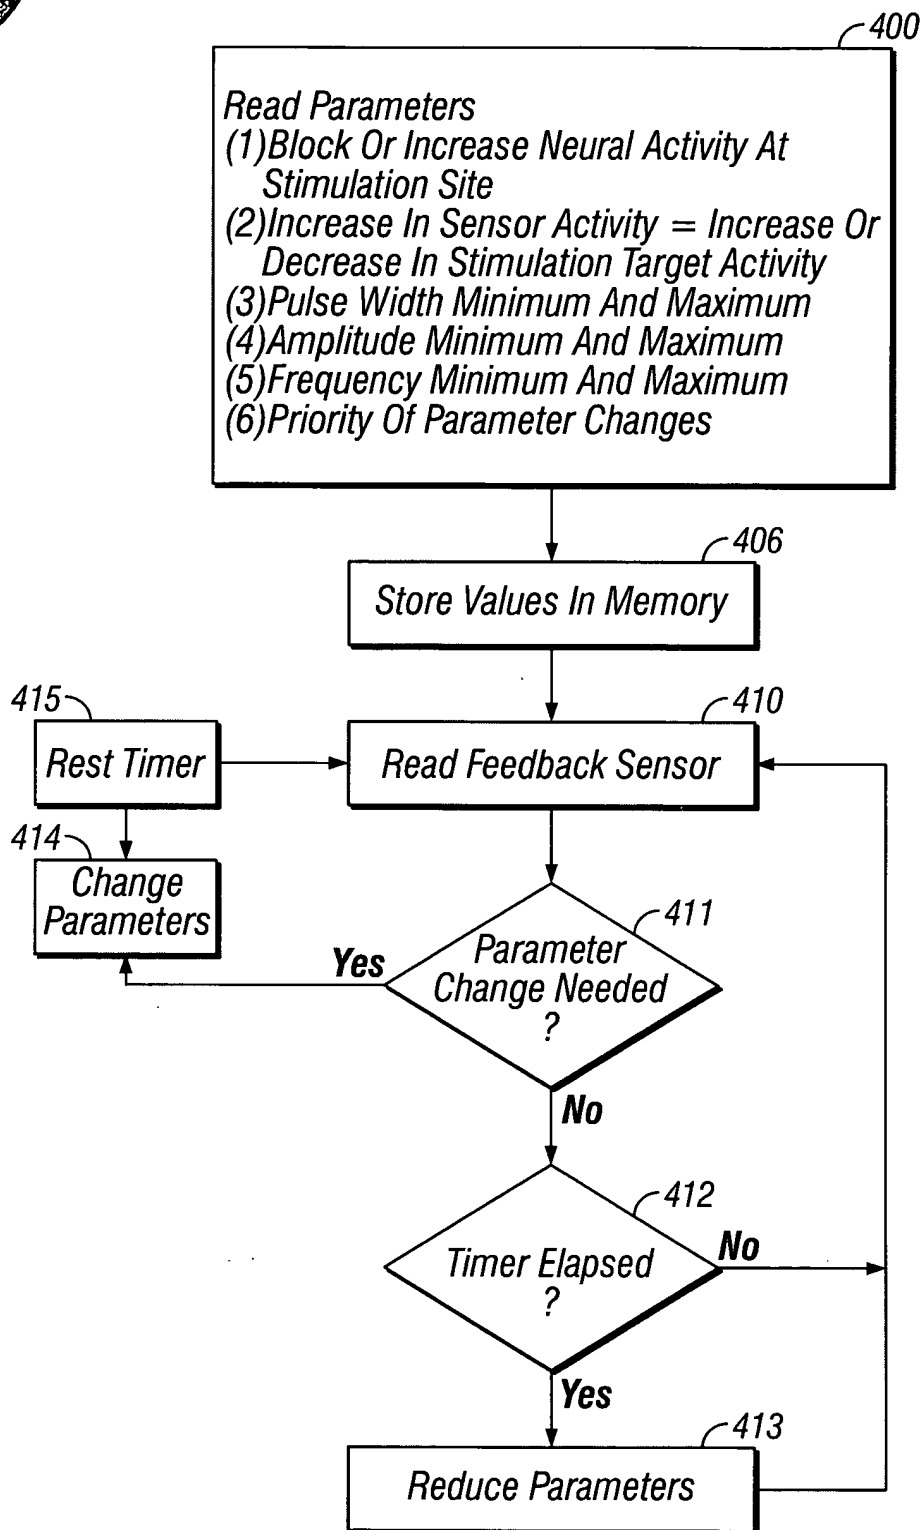 400
Read Parameters
(1)Block Or Increase Neural Activity At
Stimulation Site
(2)Increase In Sensor Activity = Increase Or
Decrease In Stimulation Target Activity
(3)Pulse Width Minimum And Maximum
(4)Amplitude Minimum And Maximum
(5)Frequency Minimum And Maximum
(6)Priority Of Parameter Changes
406
Store Values In Memory
415
Rest Timer
410
Read Feedback Sensor
414
Change
Parameters
411
Parameter
Change Needed
?
Yes
No
412
Timer Elapsed
?
No
Yes
413
Reduce Parameters